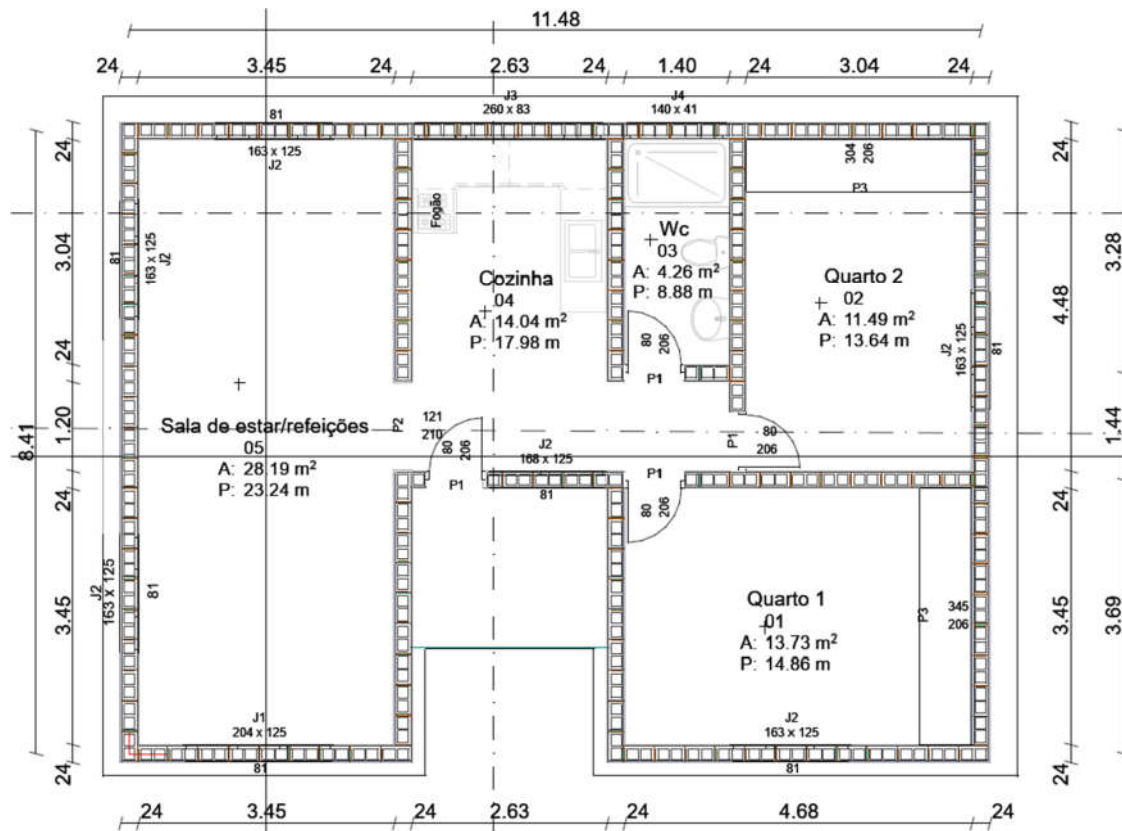 11.48
24 3.45 24 2.63 24 1.40 24 3.04 24
81
163 x 125
J2
J3
260 x 83
J4
140 x 41
304
206
P3
24
3.04
24
1.20
24
3.45
24
8.41
81
163 x 125
J2
Fogão
Cozinha
04
A: 14.04 m²
P: 17.98 m
Wc
03
A: 4.26 m²
P: 8.88 m
80
206
P1
Quarto 2
02
A: 11.49 m²
P: 13.64 m
J2
163 x 125
81
24
4.48
24
3.45
24
3.28
1.44
3.69
Sala de estar/refeições
05
A: 28.19 m²
P: 23.24 m
P2
121
210
80
206
P1
J2
168 x 125
81
P1
80
206
P1
80
206
J2
163 x 125
81
Quarto 1
01
A: 13.73 m²
P: 14.86 m
P3
345
206
J1
204 x 125
81
J2
163 x 125
81
24 3.45 24 2.63 24 4.68 24